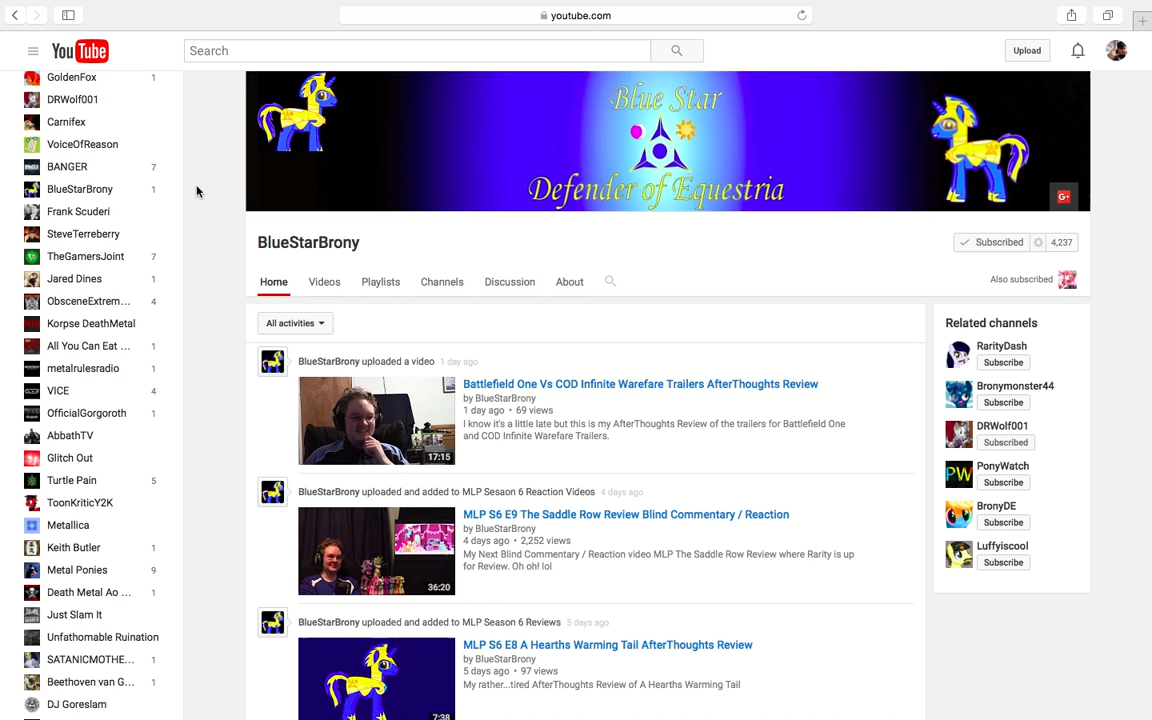 youtube.com
YouTube
Search
Upload
GoldenFox 1
DRWolf001
Carnifex
VoiceOfReason
BANGER 7
BlueStarBrony 1
Frank Scuderi
SteveTerreberry
TheGamersJoint 7
Jared Dines 1
ObsceneExtrem... 4
Korpse DeathMetal
All You Can Eat ... 1
metalrulesradio 1
VICE 4
OfficialGorgoroth 1
AbbathTV
Glitch Out
Turtle Pain 5
ToonKriticY2K
Metallica
Keith Butler 1
Metal Ponies 9
Death Metal Ao ... 1
Just Slam It
Unfathomable Ruination
SATANICMOTHE... 1
Beethoven van G... 1
DJ Goreslam
Blue Star
Defender of Equestria
G+
BlueStarBrony
Subscribed 4,237
Home Videos Playlists Channels Discussion About
Also subscribed
All activities
BlueStarBrony uploaded a video 1 day ago
Battlefield One Vs COD Infinite Warefare Trailers AfterThoughts Review
by BlueStarBrony
1 day ago • 69 views
I know it's a little late but this is my AfterThoughts Review of the trailers for Battlefield One
and COD Infinite Warefare Trailers.
17:15
BlueStarBrony uploaded and added to MLP Season 6 Reaction Videos 4 days ago
MLP S6 E9 The Saddle Row Review Blind Commentary / Reaction
by BlueStarBrony
4 days ago • 2,252 views
My Next Blind Commentary / Reaction video MLP The Saddle Row Review where Rarity is up
for Review. Oh oh! lol
36:20
BlueStarBrony uploaded and added to MLP Season 6 Reviews 5 days ago
MLP S6 E8 A Hearths Warming Tail AfterThoughts Review
by BlueStarBrony
5 days ago • 97 views
My rather...tired AfterThoughts Review of A Hearths Warming Tail
7:38
Related channels
RarityDash
Subscribe
Bronymonster44
Subscribe
DRWolf001
Subscribed
PonyWatch
Subscribe
PW
BronyDE
Subscribe
Luffyiscool
Subscribe